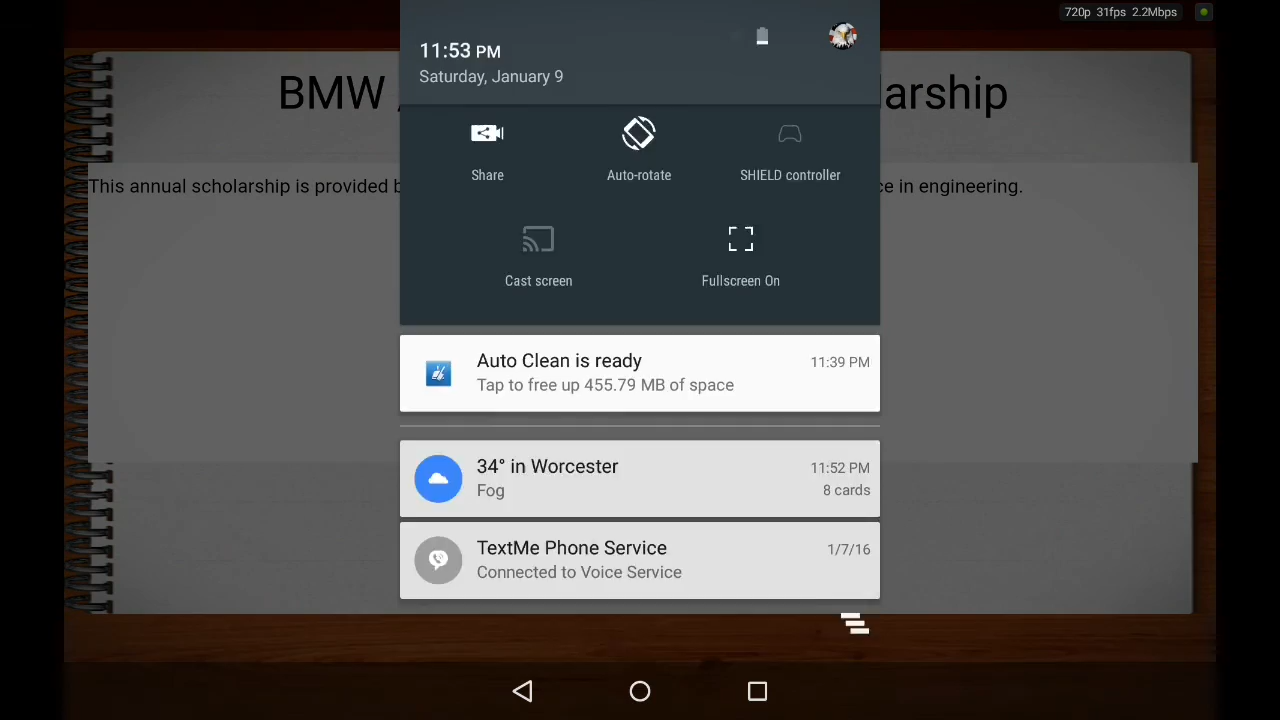 720p 31fps 2.2Mbps
11:53 PM
Saturday, January 9
BMW
arship
Share
Auto-rotate
SHIELD controller
This annual scholarship is provided b
ce in engineering.
Cast screen
Fullscreen On
Auto Clean is ready
11:39 PM
Tap to free up 455.79 MB of space
34° in Worcester
11:52 PM
Fog
8 cards
TextMe Phone Service
1/7/16
Connected to Voice Service